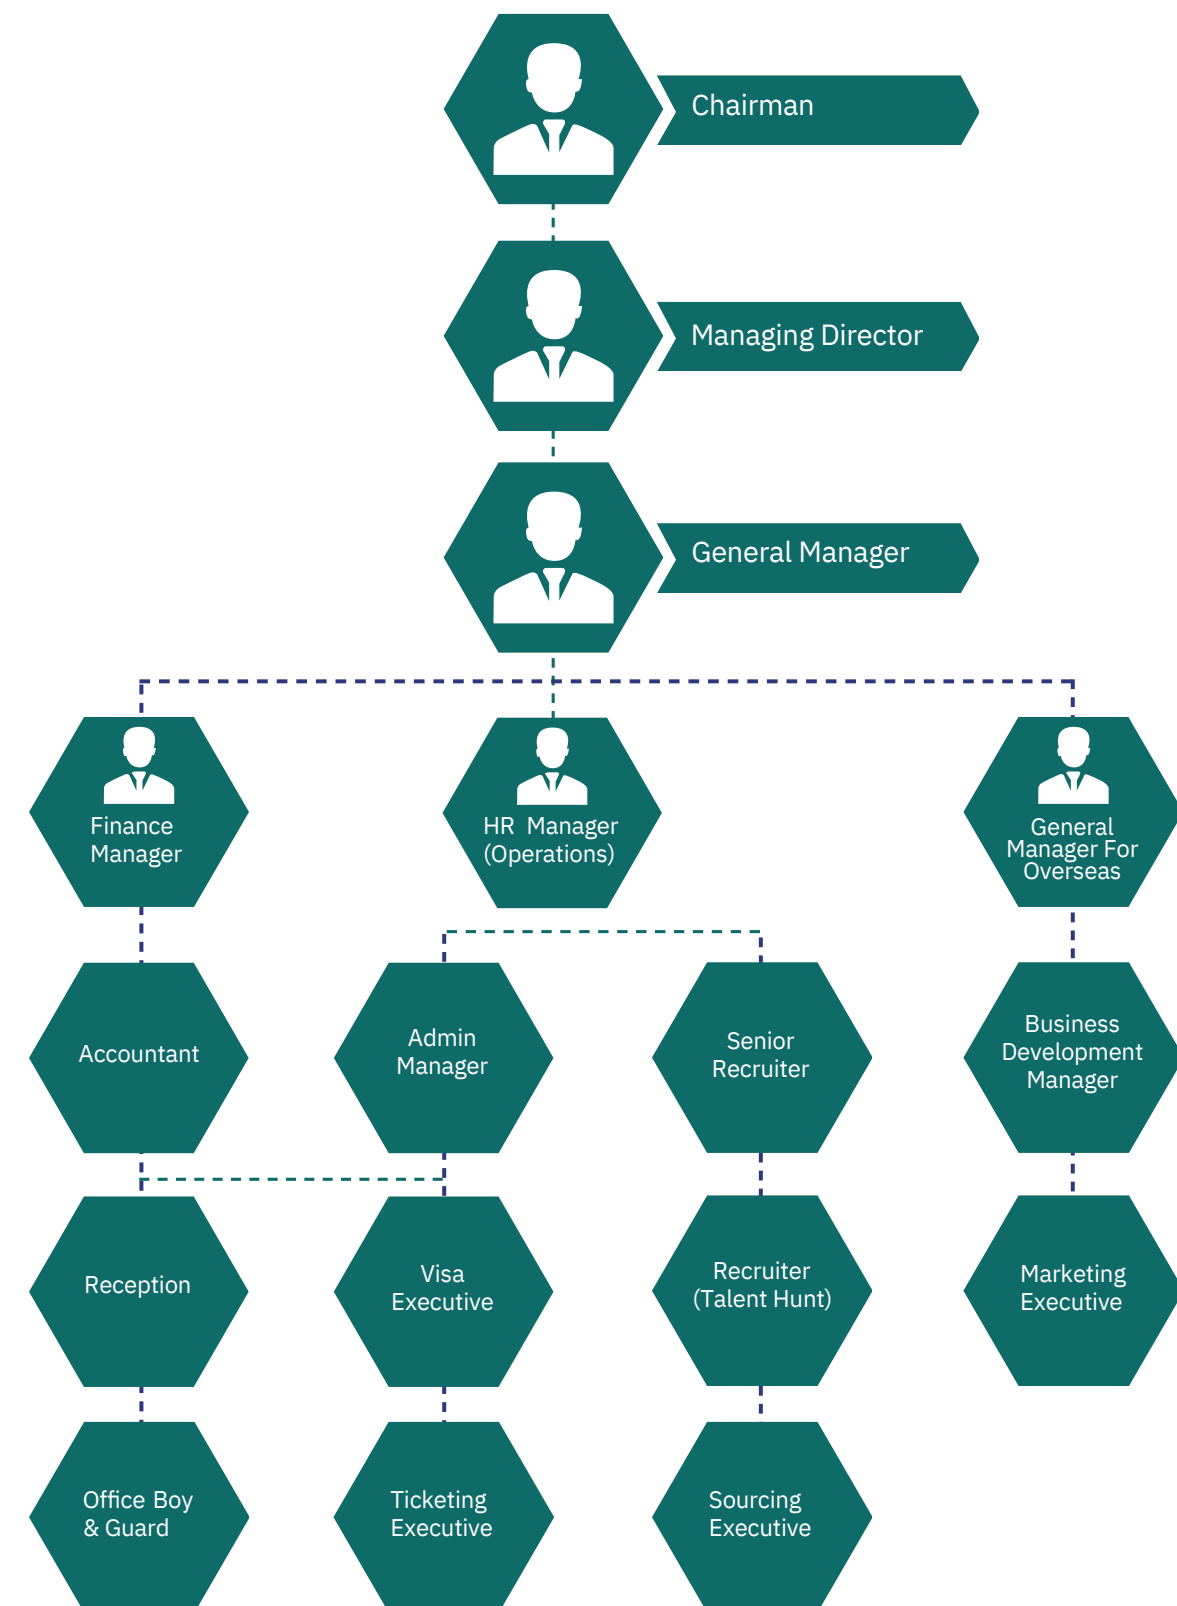 Chairman
Managing Director
General Manager
Finance
Manager
HR Manager
(Operations)
General
Manager For
Overseas
Accountant
Admin
Manager
Senior
Recruiter
Business
Development
Manager
Reception
Visa
Executive
Recruiter
(Talent Hunt)
Marketing
Executive
Office Boy
& Guard
Ticketing
Executive
Sourcing
Executive